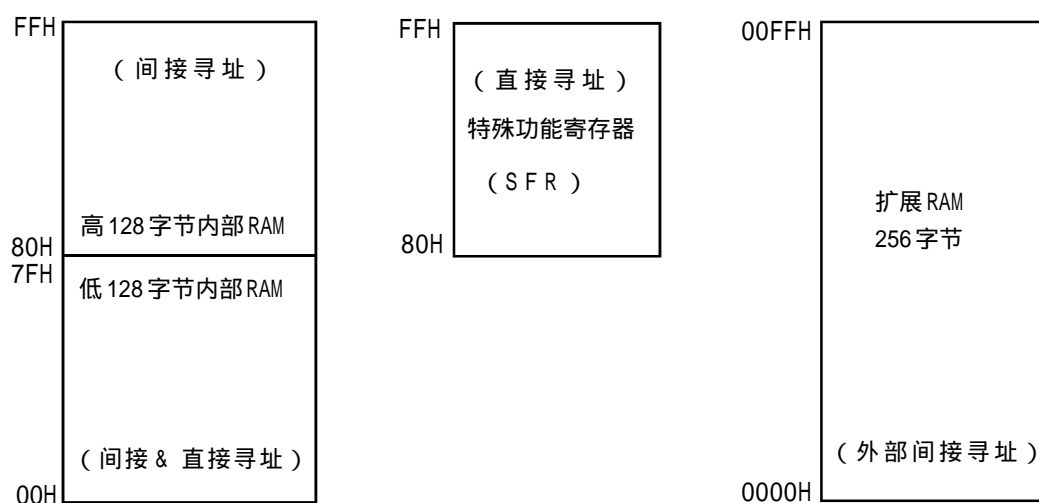 FFH
(间接寻址)
高128字节内部RAM
80H
7FH
低128字节内部RAM
(间接 & 直接寻址)
00H
FFH
(直接寻址)
特殊功能寄存器
(SFR)
80H
00FFH
扩展RAM
256字节
(外部间接寻址)
0000H